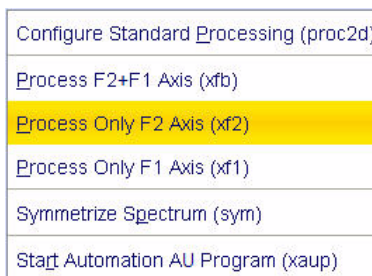 Configure Standard Processing (proc2d)
Process F2+F1 Axis (xfb)
Process Only F2 Axis (xf2)
Process Only F1 Axis (xf1)
Symmetrize Spectrum (sym)
Start Automation AU Program (xaup)